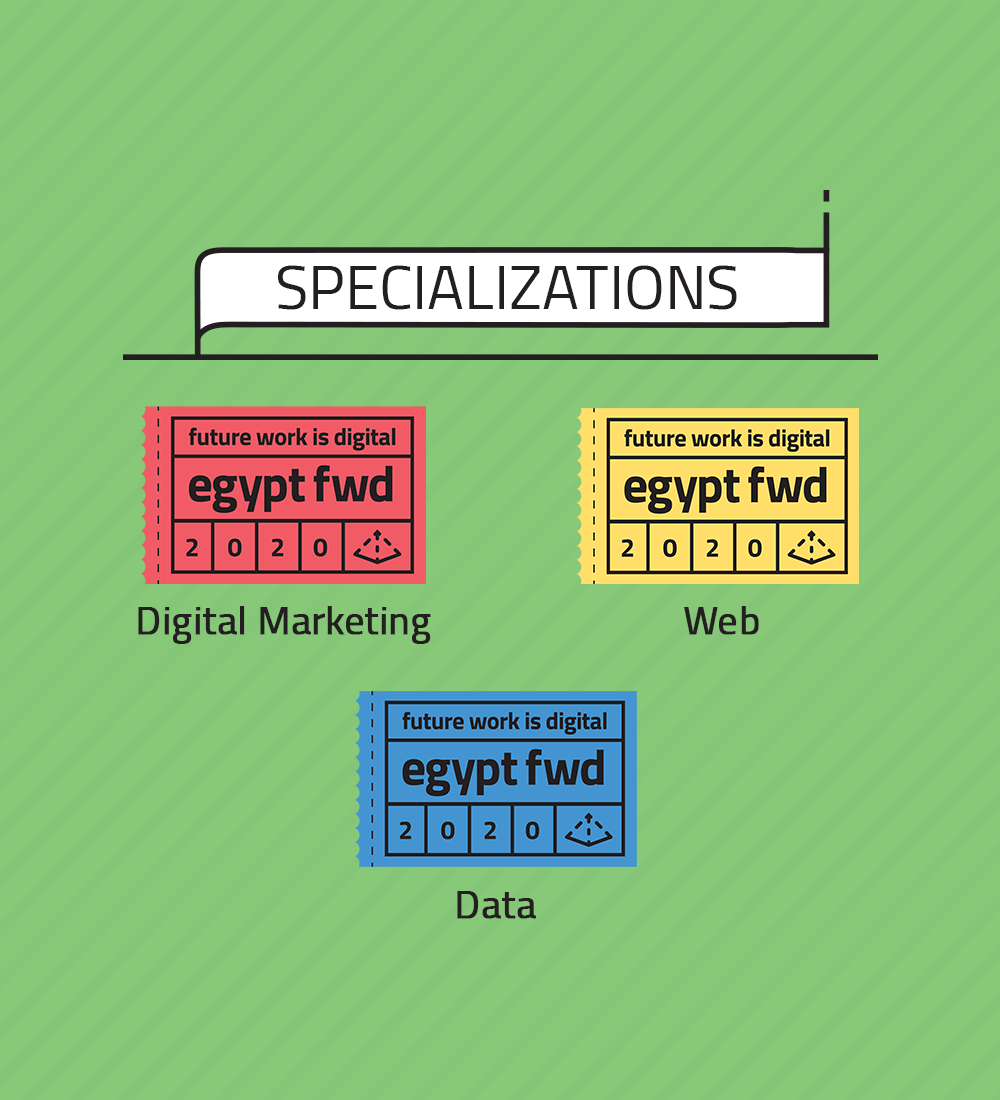 SPECIALIZATIONS
future work is digital
egypt fwd
2 0 2 0
Digital Marketing
future work is digital
egypt fwd
2 0 2 0
Web
future work is digital
egypt fwd
2 0 2 0
Data